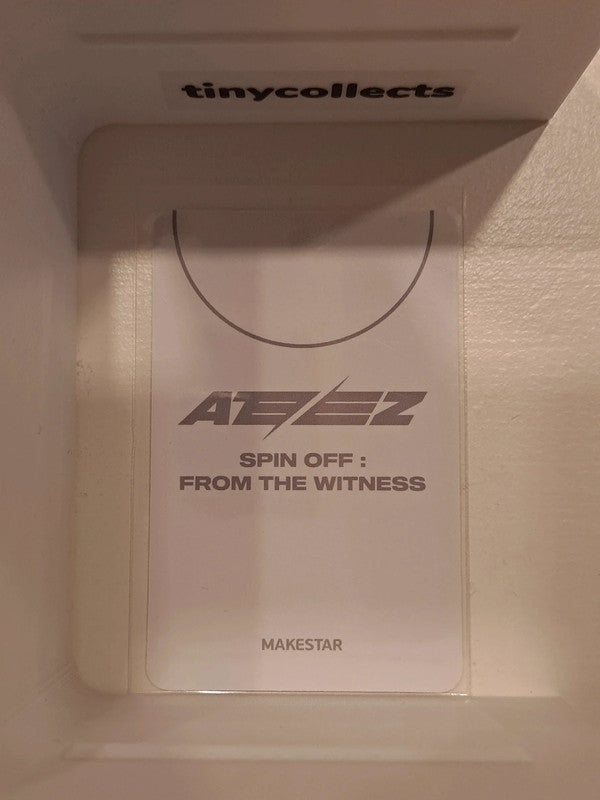 tinycollects
ATEEZ
SPIN OFF :
FROM THE WITNESS
MAKESTAR